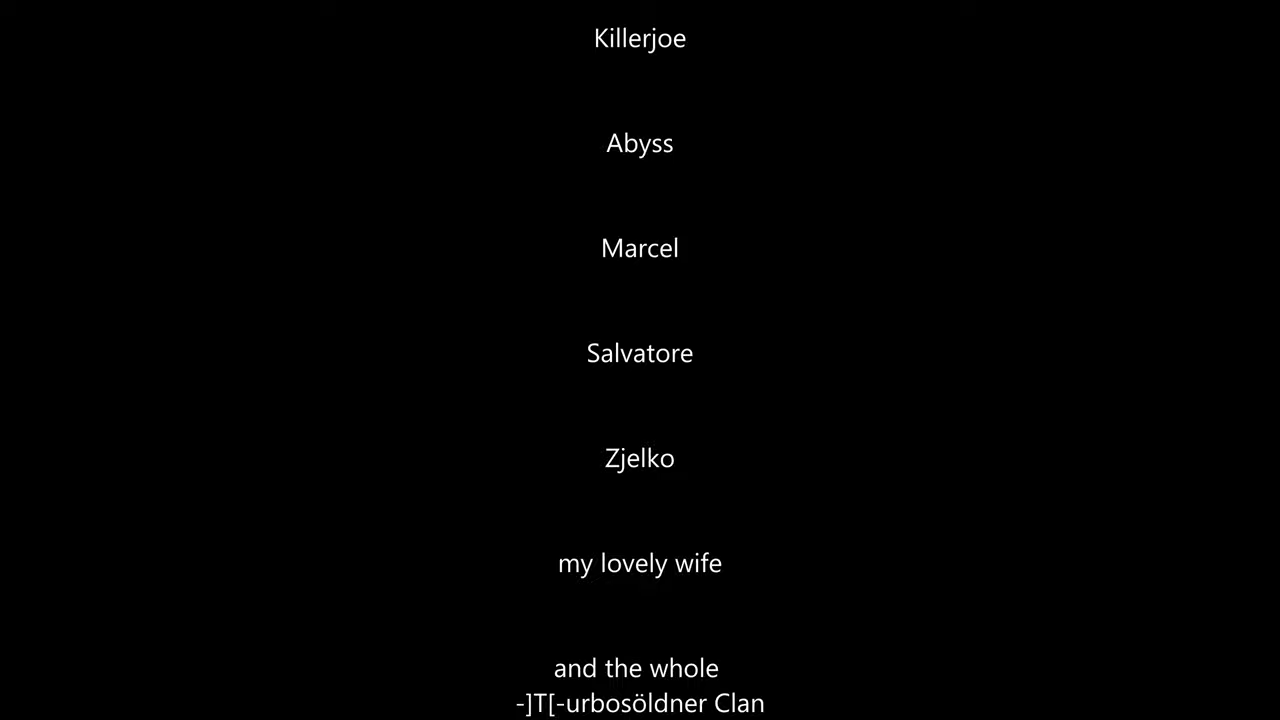 Killerjoe
Abyss
Marcel
Salvatore
Zjelko
my lovely wife
and the whole
-]T[-urbosöldner Clan